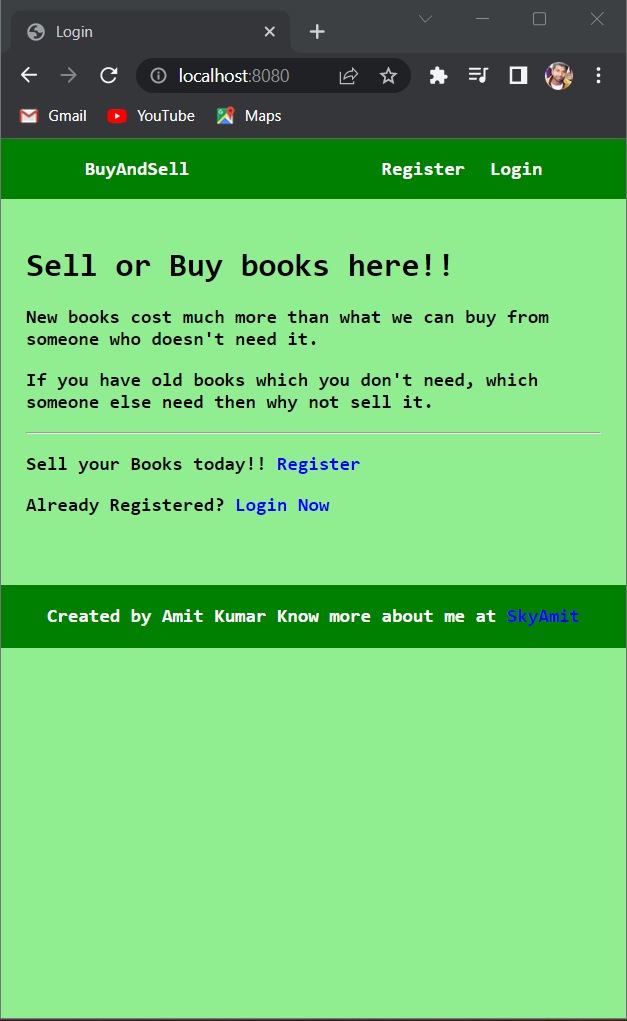 Login
localhost:8080
Gmail YouTube Maps
BuyAndSell Register Login
Sell or Buy books here!!
New books cost much more than what we can buy from
someone who doesn't need it.
If you have old books which you don't need, which
someone else need then why not sell it.
Sell your Books today!! Register
Already Registered? Login Now
Created by Amit Kumar Know more about me at SkyAmit